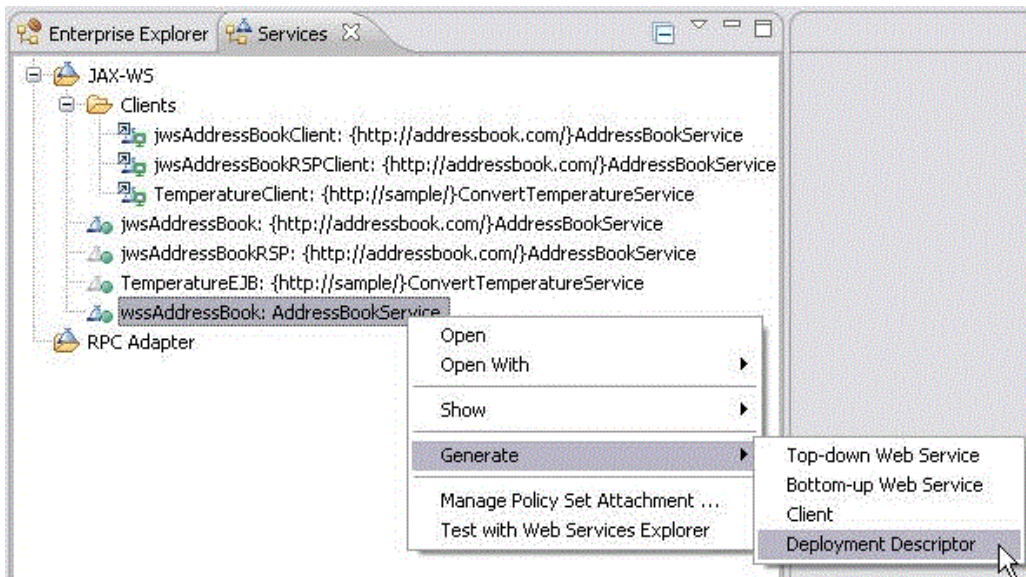 Enterprise Explorer Services
JAX-WS
Clients
jwsAddressBookClient: {http://addressbook.com/}AddressBookService
jwsAddressBookRSPClient: {http://addressbook.com/}AddressBookService
TemperatureClient: {http://sample/}ConvertTemperatureService
jwsAddressBook: {http://addressbook.com/}AddressBookService
jwsAddressBookRSP: {http://addressbook.com/}AddressBookService
TemperatureEJB: {http://sample/}ConvertTemperatureService
wssAddressBook: AddressBookService
RPC Adapter
Open
Open With
Show
Generate
Manage Policy Set Attachment ...
Test with Web Services Explorer
Top-down Web Service
Bottom-up Web Service
Client
Deployment Descriptor